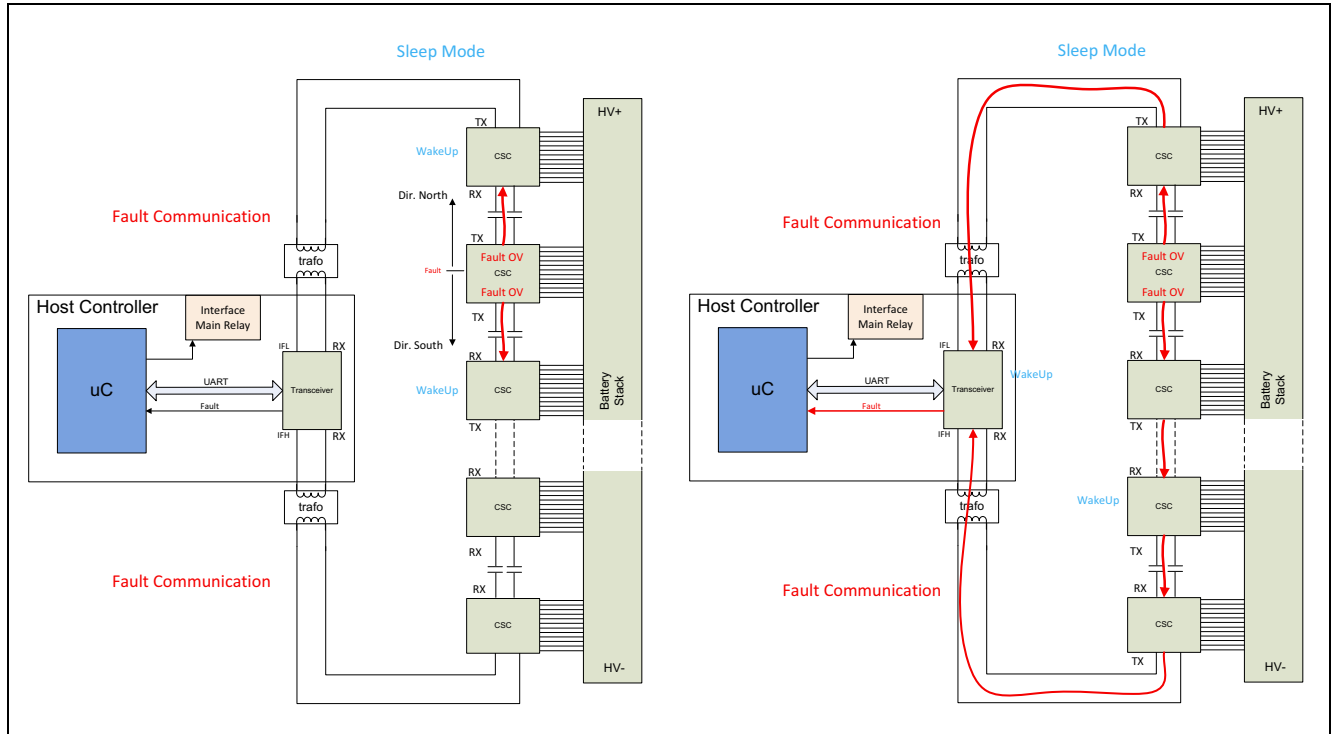 Sleep Mode
HV+
TX
WakeUp
CSC
RX
Dir. North
Fault Communication
TX
Fault OV
trafo
Fault
CSC
Fault OV
Host Controller
Interface
Main Relay
TX
Dir. South
RX
IFL
RX
uC
UART
Transceiver
WakeUp
CSC
Battery
Stack
Fault
TX
IFH
RX
RX
trafo
CSC
RX
Fault Communication
RX
CSC
HV-
Sleep Mode
HV+
TX
CSC
RX
Fault Communication
TX
Fault OV
trafo
CSC
Fault OV
Host Controller
Interface
Main Relay
TX
RX
IFL
RX
uC
UART
Transceiver
WakeUp
CSC
Battery
Stack
Fault
TX
IFH
RX
RX
trafo
WakeUp
CSC
TX
Fault Communication
RX
CSC
TX
HV-